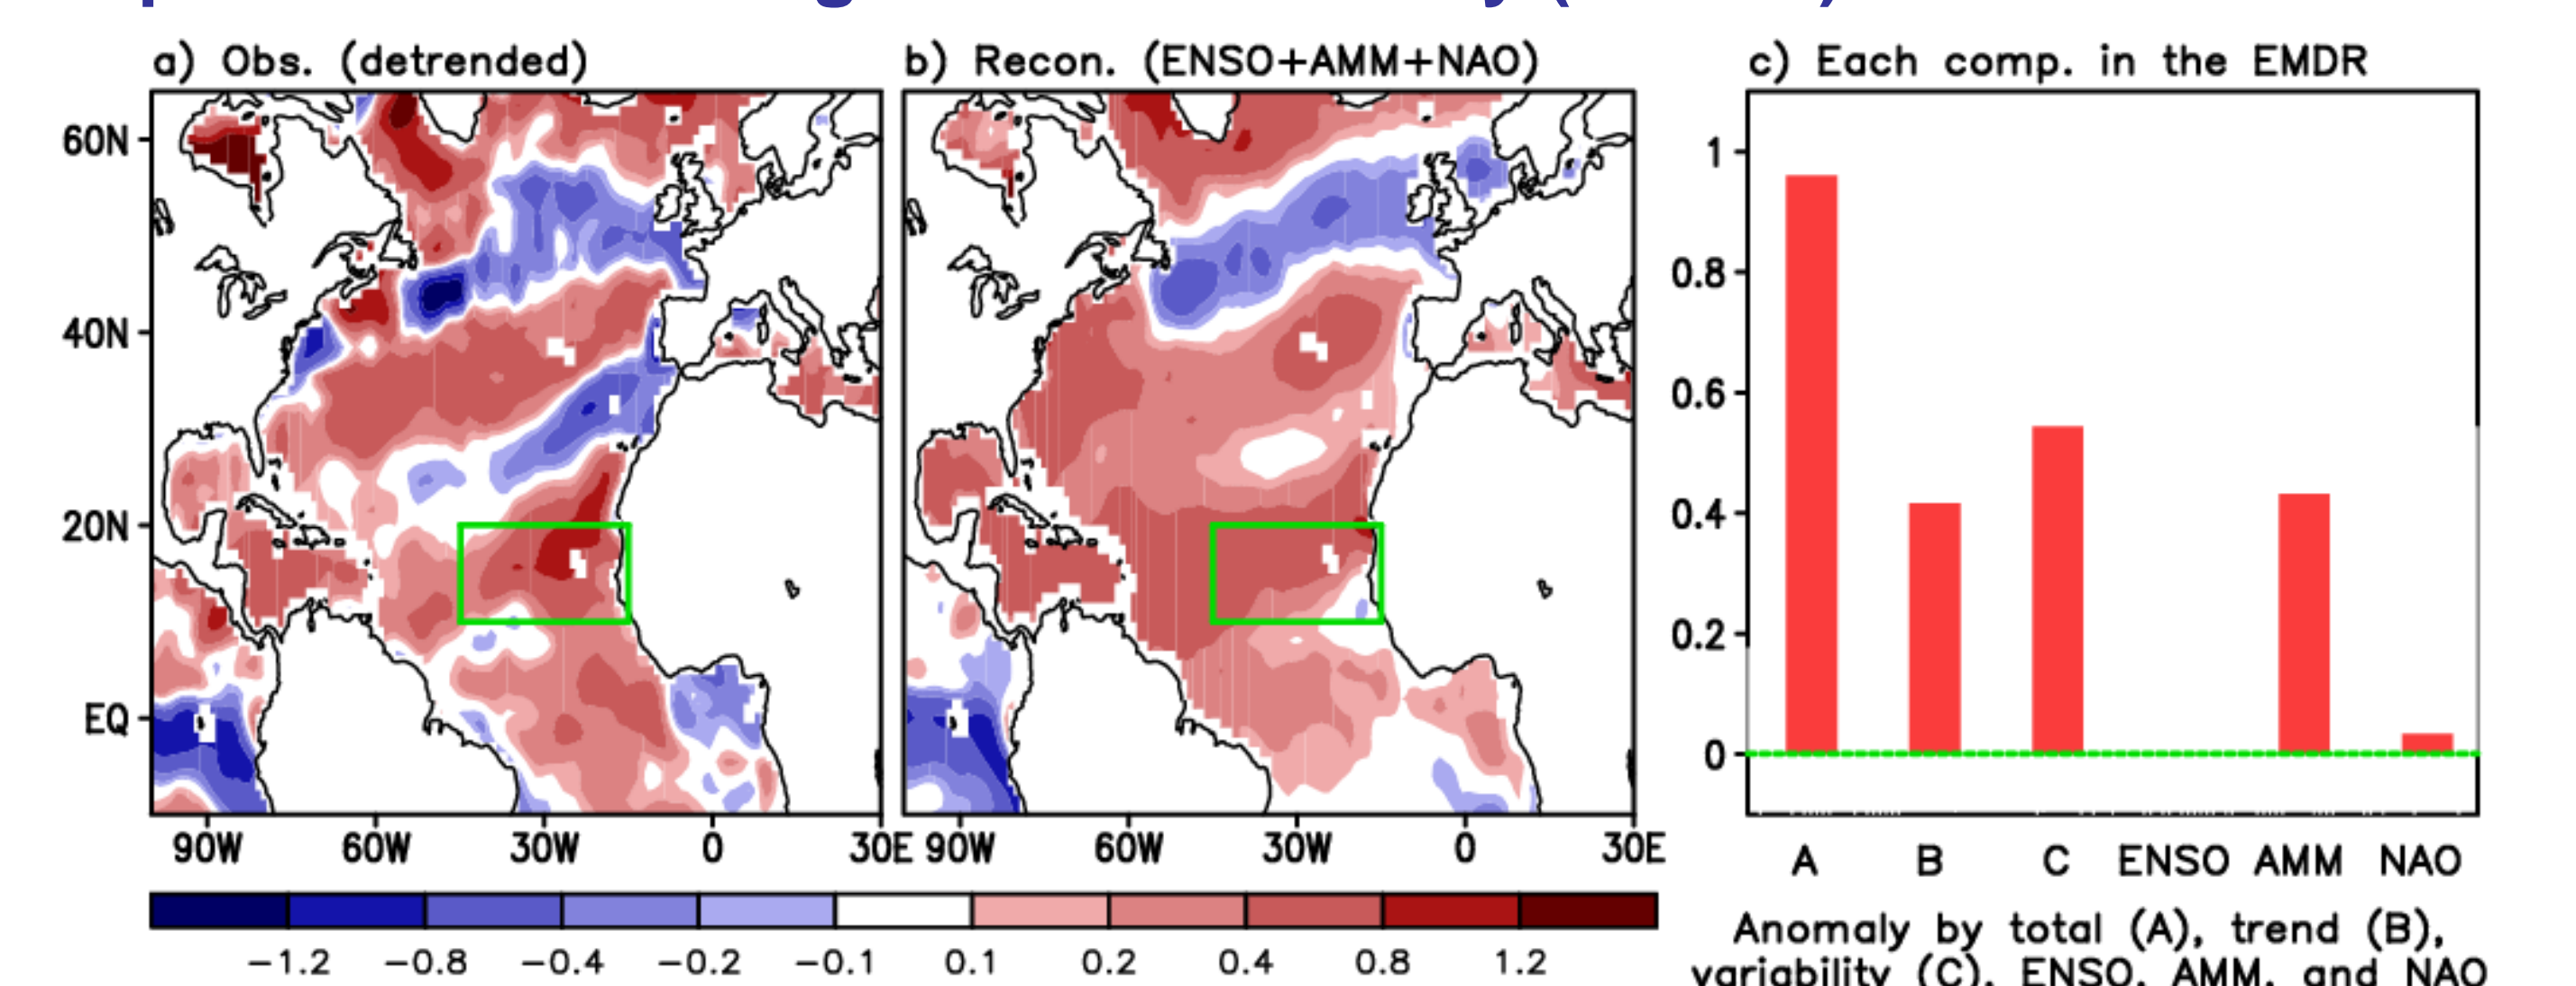 a) Obs. (detrended)
b) Recon. (ENSO+AMM+NAO)
c) Each comp. in the EMDR
60N
40N
20N
EQ
90W 60W 30W 0 30E
90W 60W 30W 0 30E
1
0.8
0.6
0.4
0.2
0
A B C ENSO AMM NAO
−1.2 −0.8 −0.4 −0.2 −0.1 0.1 0.2 0.4 0.8 1.2
Anomaly by total (A), trend (B),
variability (C), ENSO, AMM, and NAO